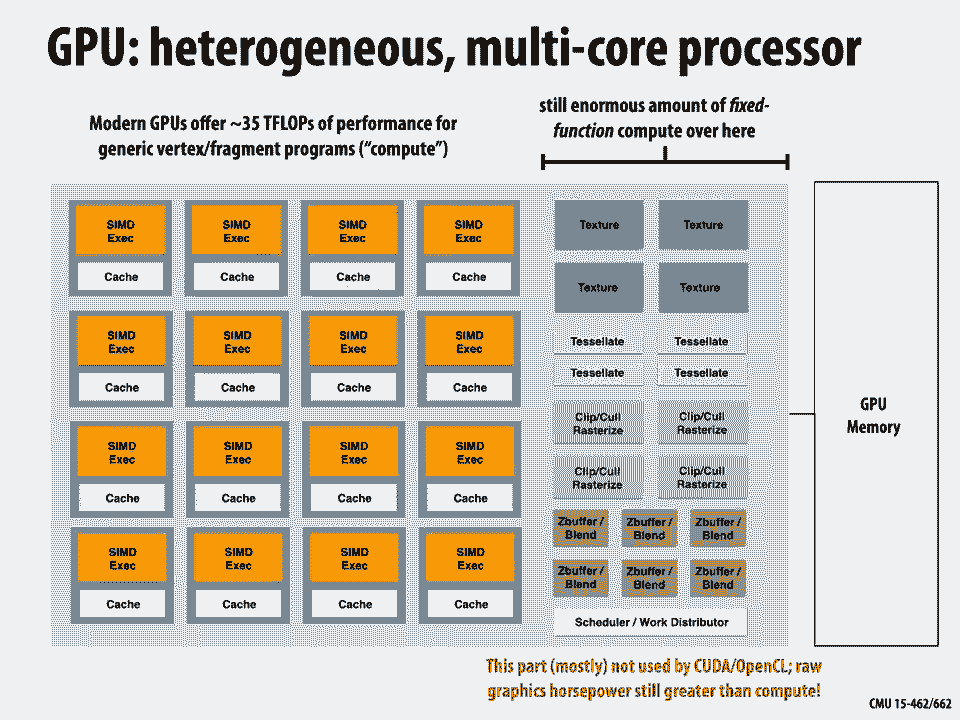 GPU: heterogeneous, multi-core processor
Modern GPUs offer ~35 TFLOPs of performance for
generic vertex/fragment programs (“compute”)
still enormous amount of fixed-
function compute over here
SIMD
Exec
SIMD
Exec
SIMD
Exec
SIMD
Exec
Cache
Cache
Cache
Cache
SIMD
Exec
SIMD
Exec
SIMD
Exec
SIMD
Exec
Cache
Cache
Cache
Cache
SIMD
Exec
SIMD
Exec
SIMD
Exec
SIMD
Exec
Cache
Cache
Cache
Cache
SIMD
Exec
SIMD
Exec
SIMD
Exec
SIMD
Exec
Cache
Cache
Cache
Cache
Texture
Texture
Texture
Texture
Tessellate
Tessellate
Tessellate
Tessellate
Clip/Cull
Rasterize
Clip/Cull
Rasterize
Clip/Cull
Rasterize
Clip/Cull
Rasterize
Zbuffer /
Blend
Zbuffer /
Blend
Zbuffer /
Blend
Zbuffer /
Blend
Zbuffer /
Blend
Zbuffer /
Blend
Scheduler / Work Distributor
GPU
Memory
This part (mostly) not used by CUDA/OpenCL; raw
graphics horsepower still greater than compute!
CMU 15-462/662